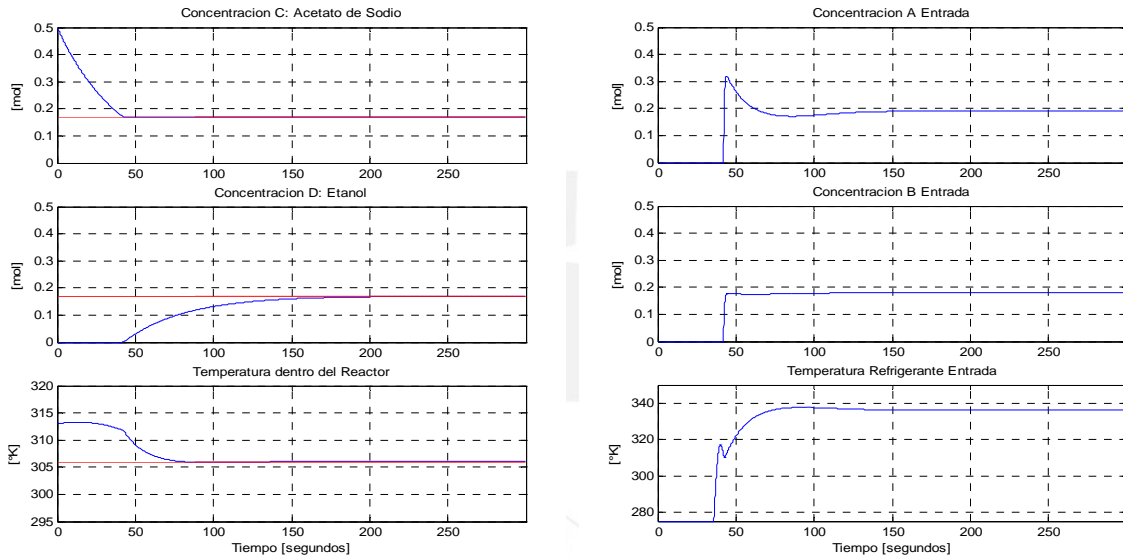 Concentracion C: Acetato de Sodio
0.5
0.4
0.3
0.2
0.1
0
[mol]
0 50 100 150 200 250
Concentracion D: Etanol
0.5
0.4
0.3
0.2
0.1
0
[mol]
0 50 100 150 200 250
Temperatura dentro del Reactor
320
315
310
305
300
295
[ºK]
0 50 100 150 200 250
Tiempo [segundos]
Concentracion A Entrada
0.5
0.4
0.3
0.2
0.1
0
[mol]
0 50 100 150 200 250
Concentracion B Entrada
0.5
0.4
0.3
0.2
0.1
0
[mol]
0 50 100 150 200 250
Temperatura Refrigerante Entrada
340
320
300
280
[ºK]
0 50 100 150 200 250
Tiempo [segundos]